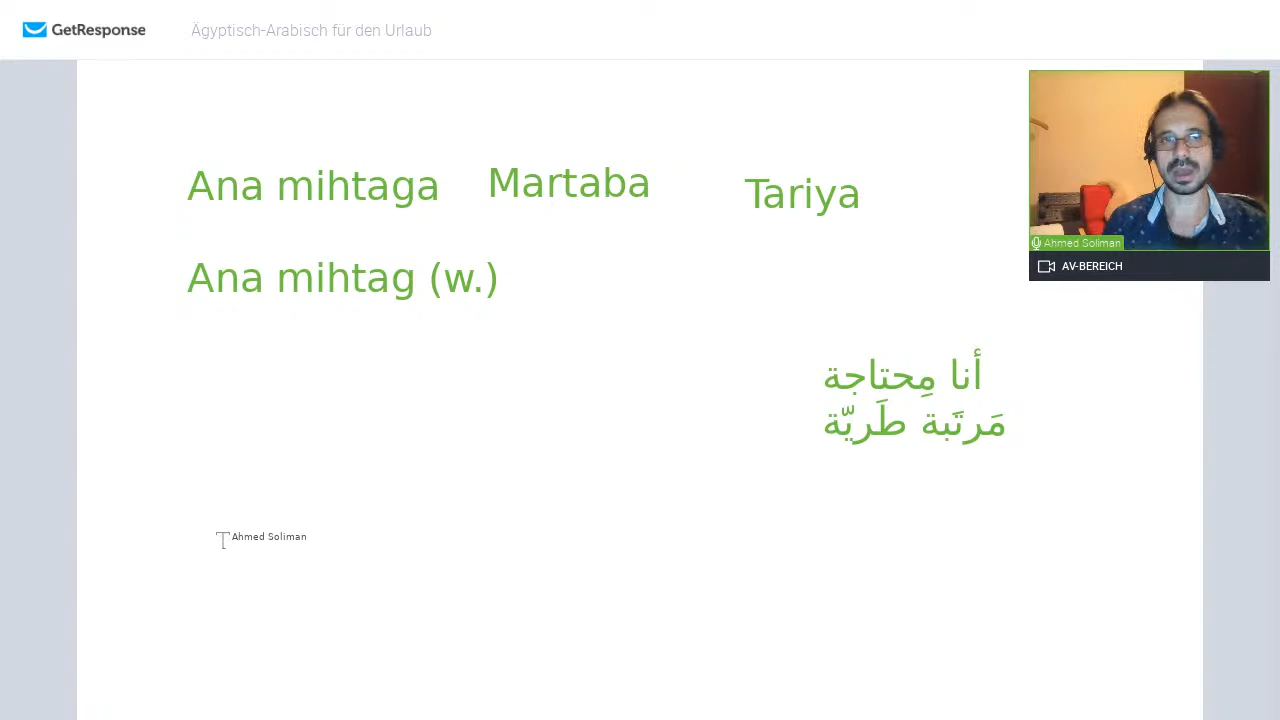 GetResponse
Ägyptisch-Arabisch für den Urlaub
Ana mihtaga Martaba Tariya
Ahmed Soliman
AV-BEREICH
Ana mihtag (w.)
أنا مِحتاجة
مَرتَبة طَريّة
Ahmed Soliman